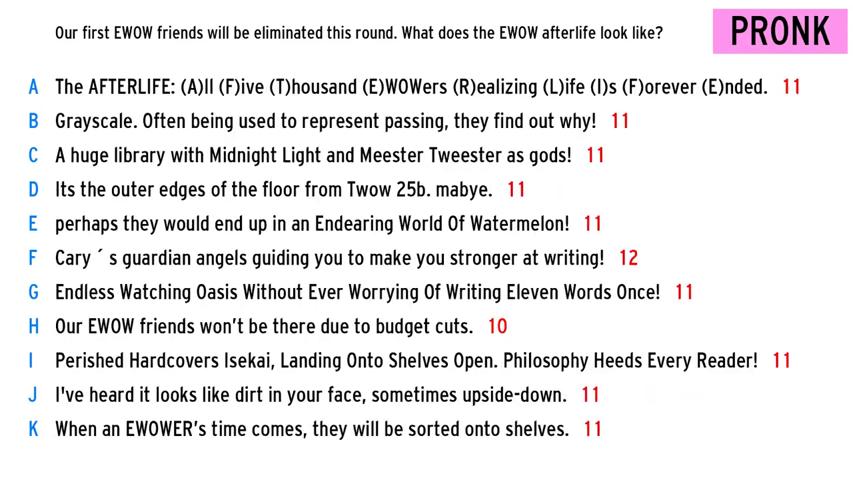 Our first EWOW friends will be eliminated this round. What does the EWOW afterlife look like?
PRONK
A The AFTERLIFE: (A)ll (F)ive (T)housand (E)WOWers (R)ealizing (L)ife (I)s (F)orever (E)nded. 11
B Grayscale. Often being used to represent passing, they find out why! 11
C A huge library with Midnight Light and Meester Tweester as gods! 11
D Its the outer edges of the floor from Twow 25b. mabye. 11
E perhaps they would end up in an Endearing World Of Watermelon! 11
F Cary ´ s guardian angels guiding you to make you stronger at writing! 12
G Endless Watching Oasis Without Ever Worrying Of Writing Eleven Words Once! 11
H Our EWOW friends won’t be there due to budget cuts. 10
I Perished Hardcovers Isekai, Landing Onto Shelves Open. Philosophy Heeds Every Reader! 11
J I've heard it looks like dirt in your face, sometimes upside-down. 11
K When an EWOWER’s time comes, they will be sorted onto shelves. 11